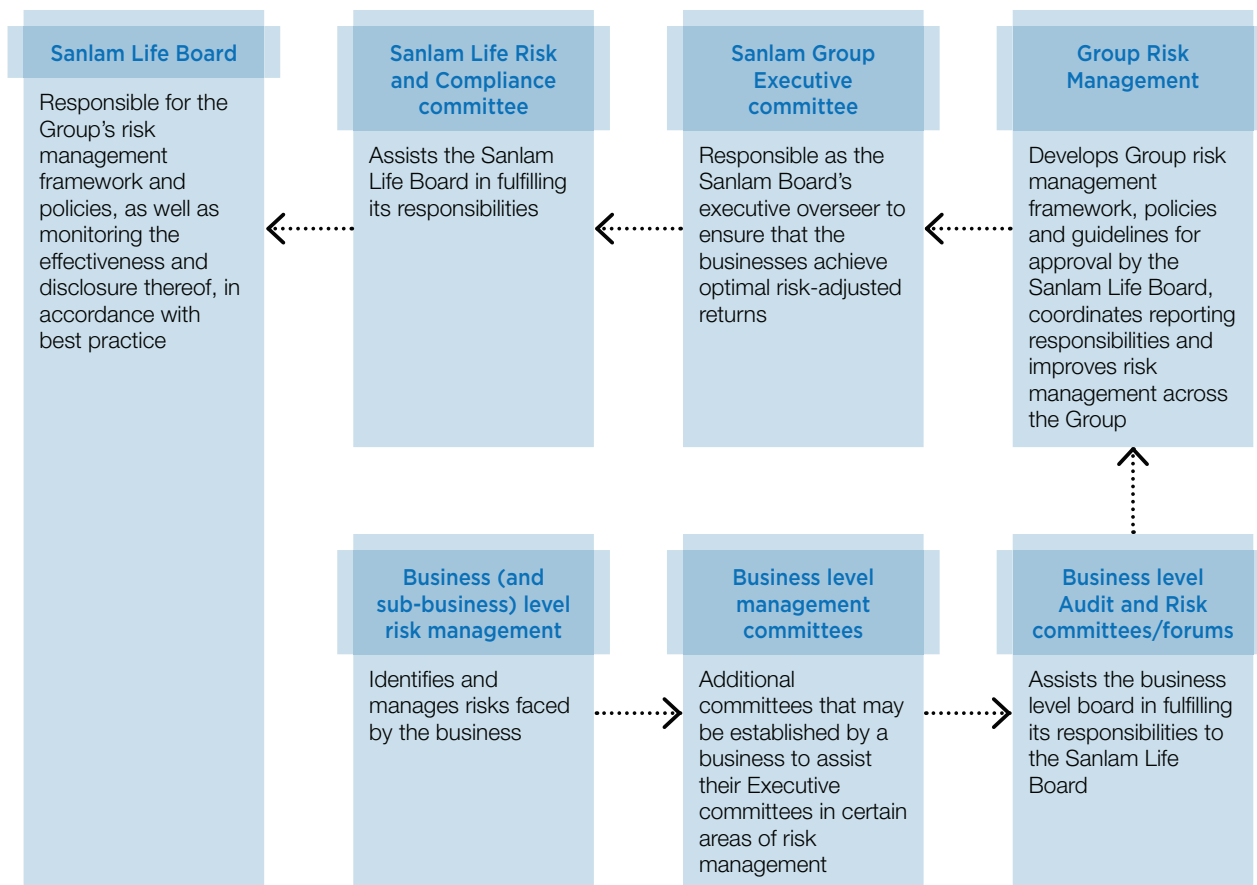 Sanlam Life Board
Responsible for the
Group’s risk
management
framework and
policies, as well as
monitoring the
effectiveness and
disclosure thereof, in
accordance with
best practice
Sanlam Life Risk
and Compliance
committee
Assists the Sanlam
Life Board in fulfilling
its responsibilities
Sanlam Group
Executive
committee
Responsible as the
Sanlam Board’s
executive overseer to
ensure that the
businesses achieve
optimal risk-adjusted
returns
Group Risk
Management
Develops Group risk
management
framework, policies
and guidelines for
approval by the
Sanlam Life Board,
coordinates reporting
responsibilities and
improves risk
management across
the Group
Business (and
sub-business) level
risk management
Identifies and
manages risks faced
by the business
Business level
management
committees
Additional
committees that may
be established by a
business to assist
their Executive
committees in certain
areas of risk
management
Business level
Audit and Risk
committees/forums
Assists the business
level board in fulfilling
its responsibilities to
the Sanlam Life
Board